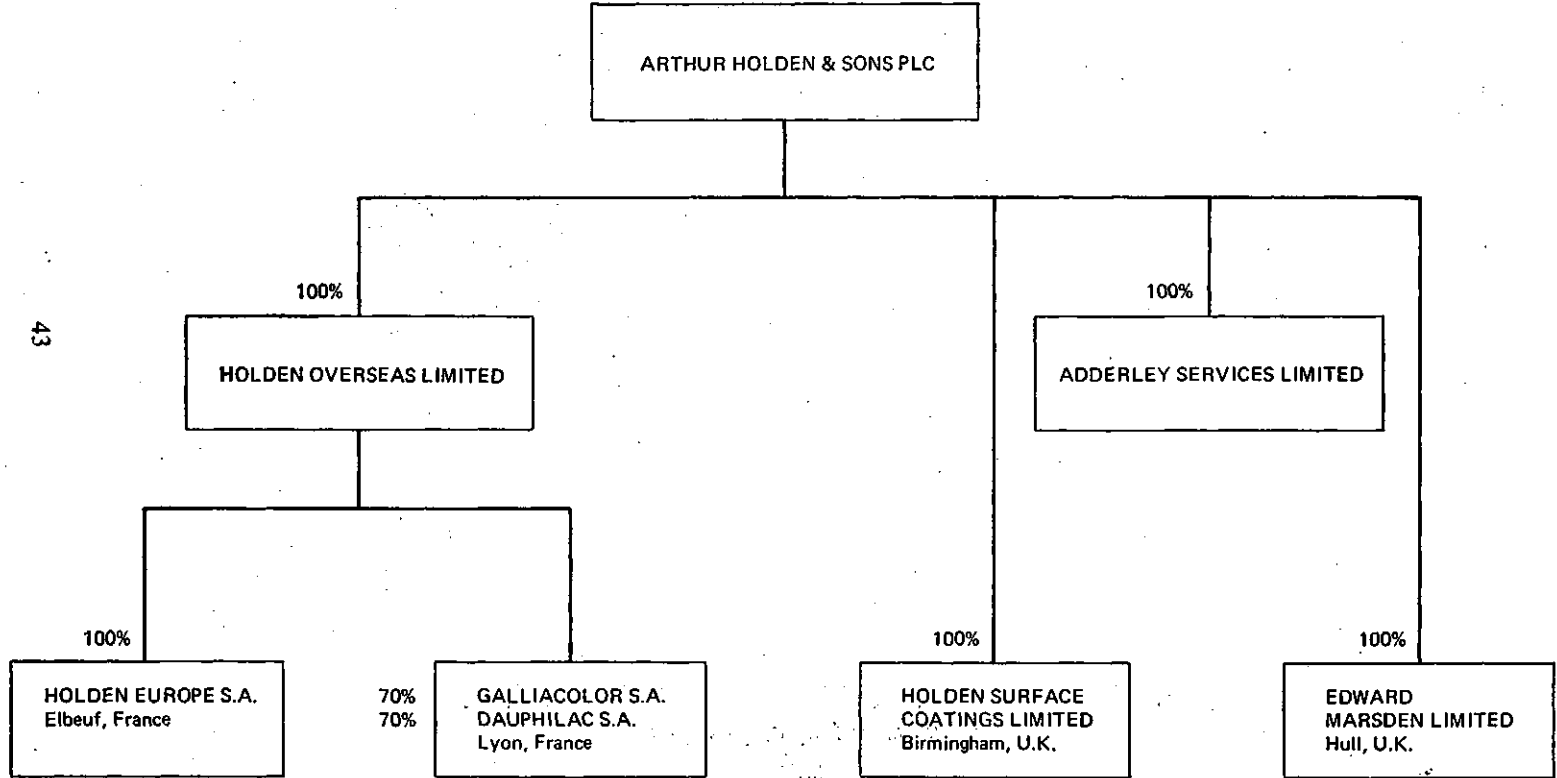 ARTHUR HOLDEN & SONS PLC
100%
100%
43
HOLDEN OVERSEAS LIMITED
ADDERLEY SERVICES LIMITED
100%
100%
100%
HOLDEN EUROPE S.A.
Elbeuf, France
70%
GALLIACOLOR S.A.
70%
DAUPHILAC S.A.
Lyon, France
HOLDEN SURFACE
COATINGS LIMITED
Birmingham, U.K.
EDWARD
MARSDEN LIMITED
Hull, U.K.